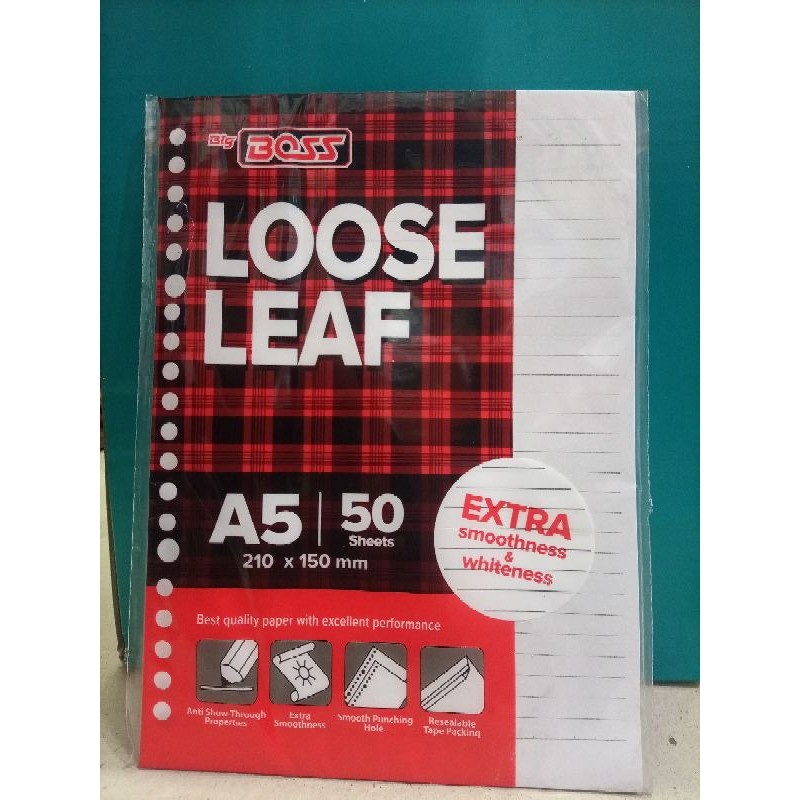 Big BOSS
LOOSE
LEAF
A5 | 50
Sheets
210 x 150 mm
EXTRA
smoothness
&
whiteness
Best quality paper with excellent performance
Anti Show Through
Properties
Extra
Smoothness
Smooth Punching
Hole
Resealable
Tape Packing